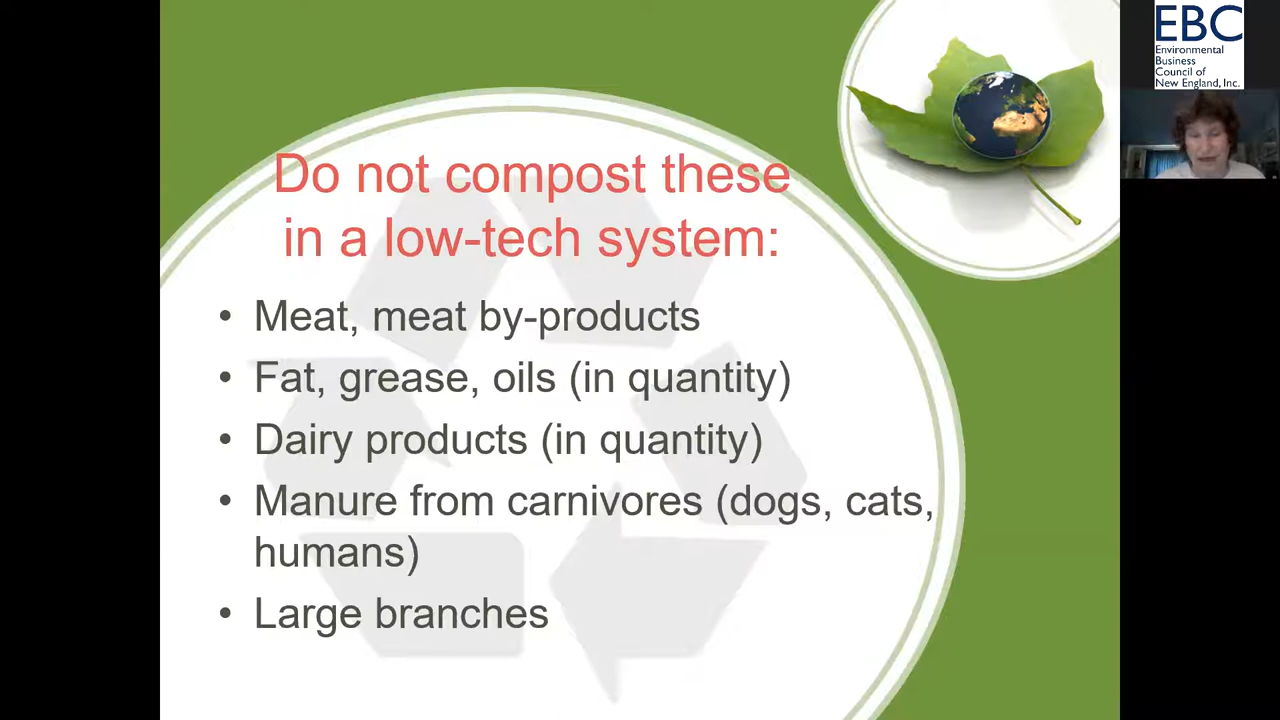 Do not compost these
in a low-tech system:
• Meat, meat by-products
• Fat, grease, oils (in quantity)
• Dairy products (in quantity)
• Manure from carnivores (dogs, cats,
humans)
• Large branches
EBC
Environmental
Business
Council of
New England, Inc.